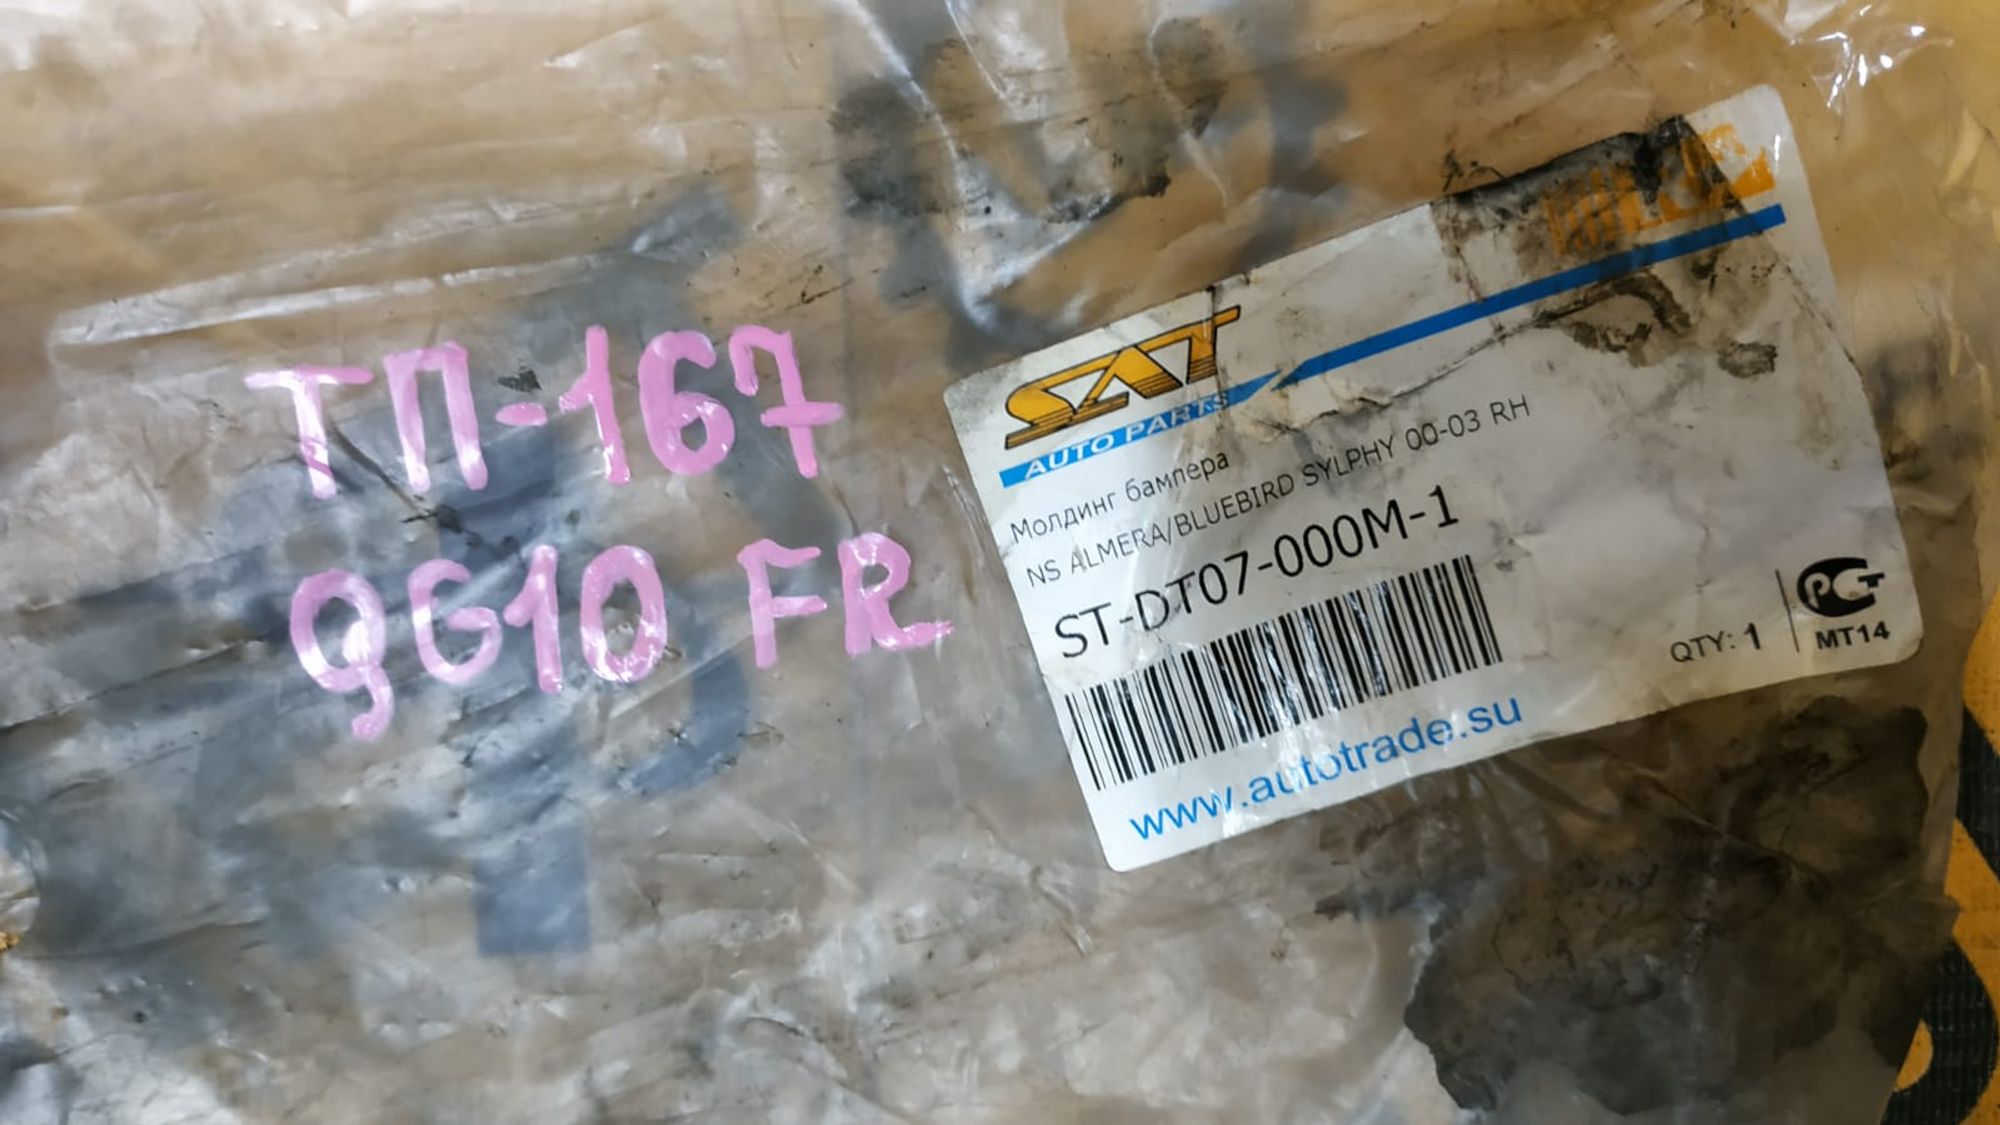 ТП-167
QG10 FR
SAT
AUTO PARTS
Молдинг бампера
NS ALMERA/BLUEBIRD SYLPHY 00-03 RH
ST-DT07-000M-1
QTY: 1
РСТ
МТ14
www.autotrade.su